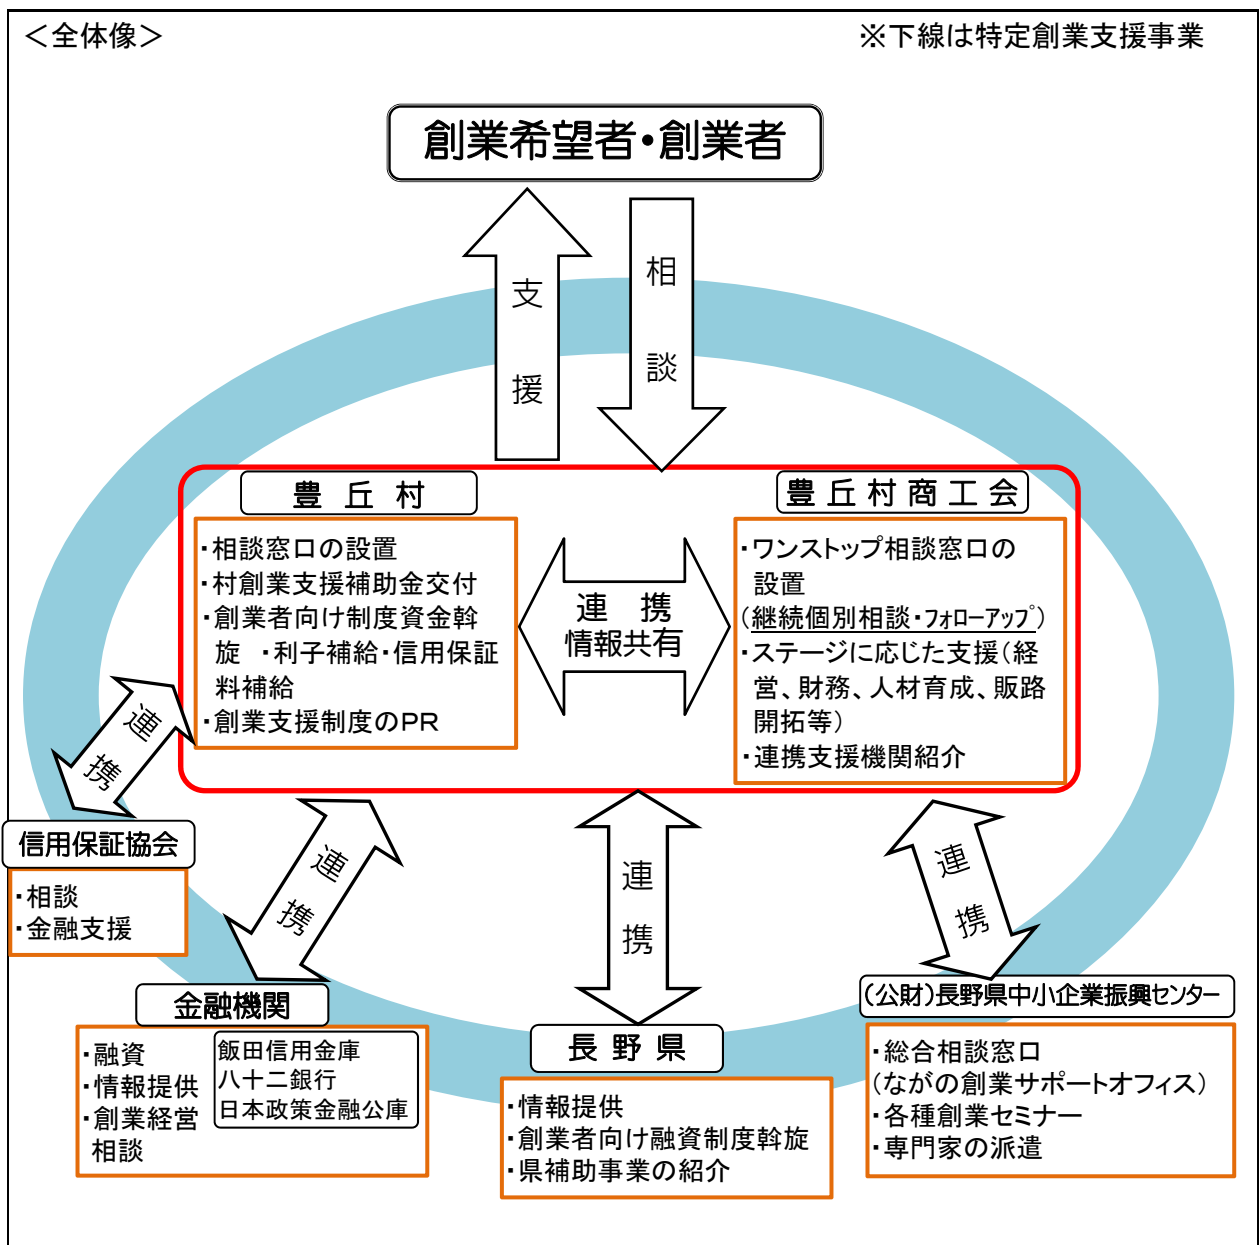 ＜全体像＞
※下線は特定創業支援事業
創業希望者・創業者
支援
相談
豊丘村
・相談窓口の設置
・村創業支援補助金交付
・創業者向け制度資金斡
旋 ・利子補給・信用保証
料補給
・創業支援制度のPR
連 携
情報共有
豊丘村商工会
・ワンストップ相談窓口の
設置
（継続個別相談・フォローアップ）
・ステージに応じた支援（経
営、財務、人材育成、販路
開拓等）
・連携支援機関紹介
連携
連携
連携
連携
信用保証協会
・相談
・金融支援
金融機関
・融資
・情報提供
・創業経営
相談
飯田信用金庫
八十二銀行
日本政策金融公庫
長野県
・情報提供
・創業者向け融資制度斡旋
・県補助事業の紹介
（公財）長野県中小企業振興センター
・総合相談窓口
（ながの創業サポートオフィス）
・各種創業セミナー
・専門家の派遣